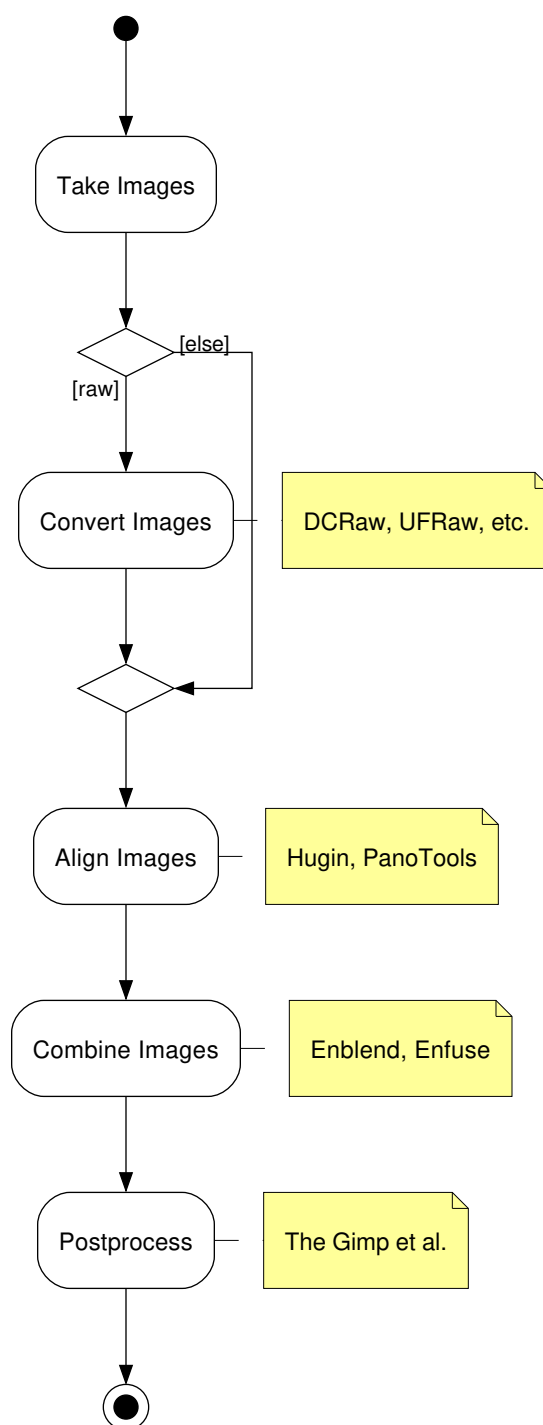 Take Images
[else]
[raw]
Convert Images
DCRaw, UFRaw, etc.
Align Images
Hugin, PanoTools
Combine Images
Enblend, Enfuse
Postprocess
The Gimp et al.